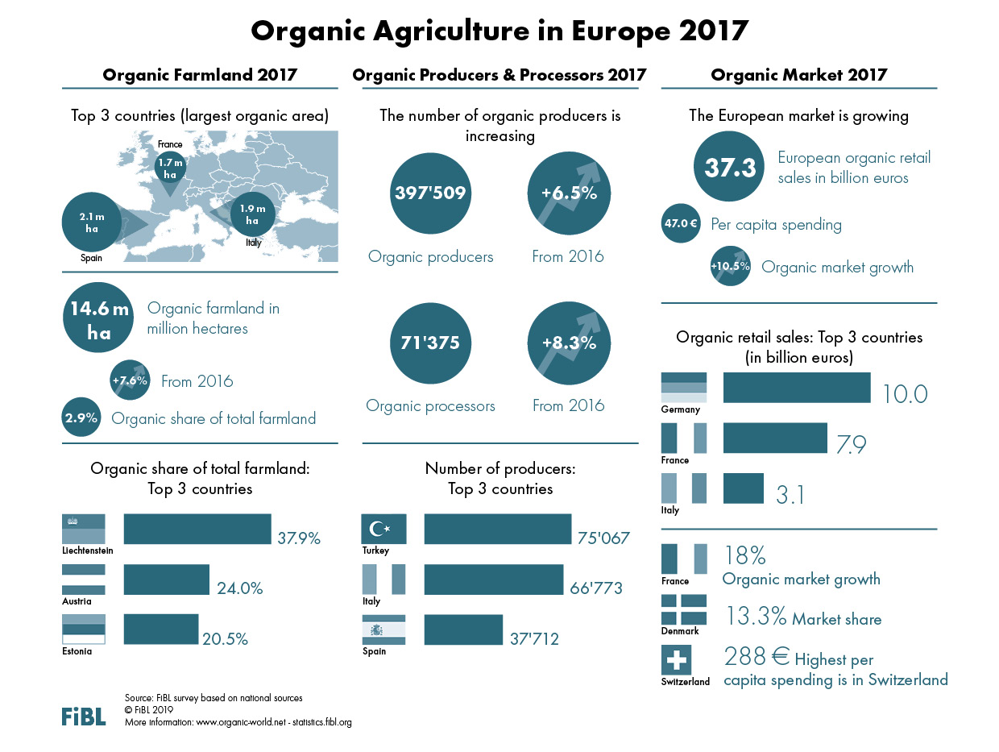 Organic Agriculture in Europe 2017
Organic Farmland 2017
Top 3 countries (largest organic area)
France
1.7 m
ha
2.1 m
ha
Spain
1.9 m
ha
Italy
14.6 m
ha
Organic farmland in
million hectares
+7.6%
From 2016
2.9%
Organic share of total farmland
Organic share of total farmland:
Top 3 countries
Liechtenstein
37.9%
Austria
24.0%
Estonia
20.5%
Organic Producers & Processors 2017
The number of organic producers is
increasing
397'509
Organic producers
+6.5%
From 2016
71'375
Organic processors
+8.3%
From 2016
Number of producers:
Top 3 countries
Turkey
75'067
Italy
66'773
Spain
37'712
Organic Market 2017
The European market is growing
37.3
European organic retail
sales in billion euros
47.0 €
Per capita spending
+10.5%
Organic market growth
Organic retail sales: Top 3 countries
(in billion euros)
Germany
10.0
France
7.9
Italy
3.1
France
18%
Organic market growth
Denmark
13.3% Market share
Switzerland
288 € Highest per
capita spending is in Switzerland
FiBL
Source: FiBL survey based on national sources
© FiBL 2019
More information: www.organic-world.net - statistics.fibl.org